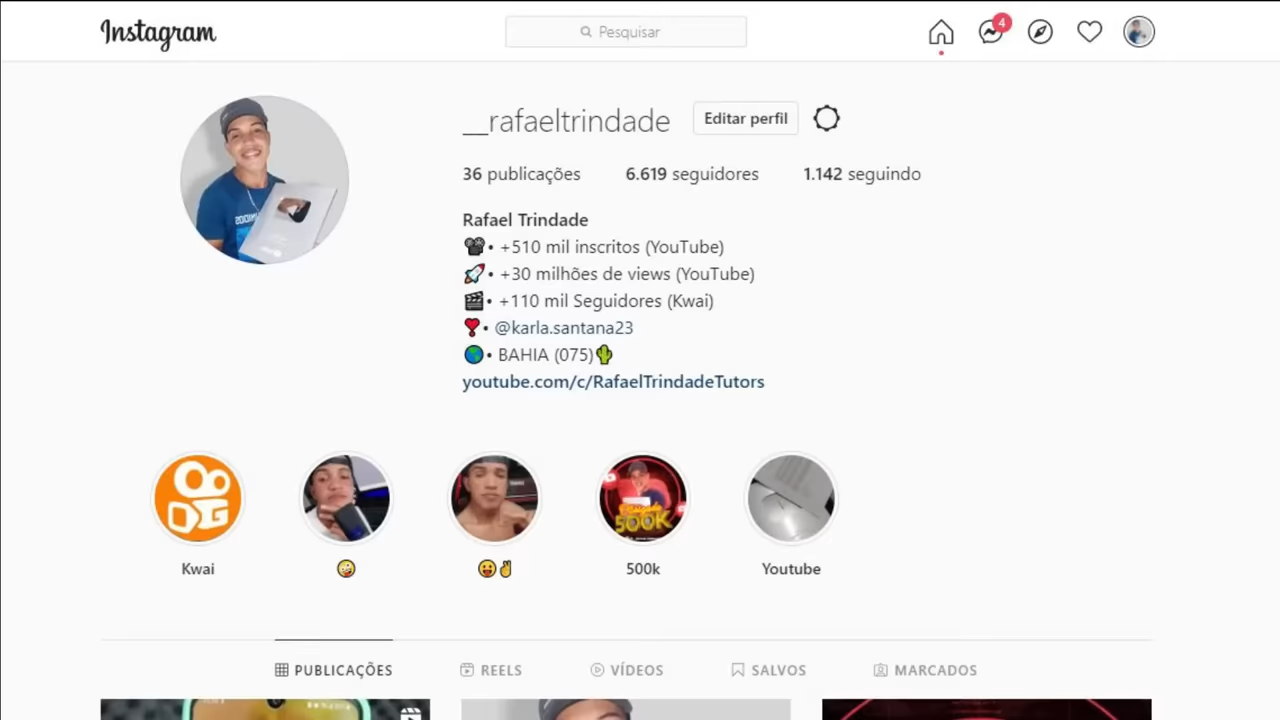 Instagram
Pesquisar
4
__rafaeltrindade
Editar perfil
36 publicações 6.619 seguidores 1.142 seguindo
Rafael Trindade
🎥• +510 mil inscritos (YouTube)
🚀• +30 milhões de views (YouTube)
🎬• +110 mil Seguidores (Kwai)
❣️• @karla.santana23
🌎• BAHIA (075)🌵
youtube.com/c/RafaelTrindadeTutors
500K
Kwai 🤪 😛✌️ 500k Youtube
PUBLICAÇÕES REELS VÍDEOS SALVOS MARCADOS